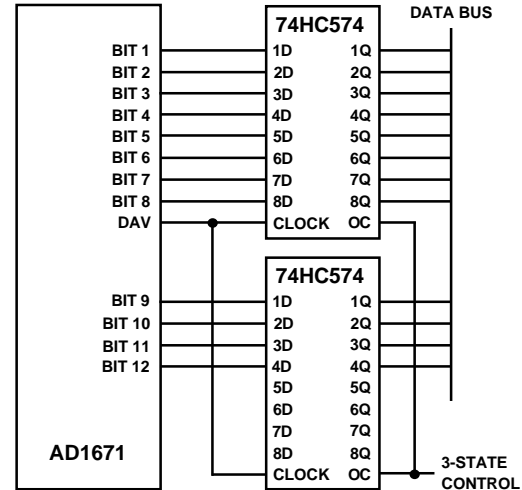 DATA BUS
74HC574
BIT 1 1D 1Q
BIT 2 2D 2Q
BIT 3 3D 3Q
BIT 4 4D 4Q
BIT 5 5D 5Q
BIT 6 6D 6Q
BIT 7 7D 7Q
BIT 8 8D 8Q
DAV CLOCK OC
74HC574
BIT 9 1D 1Q
BIT 10 2D 2Q
BIT 11 3D 3Q
BIT 12 4D 4Q
5D 5Q
6D 6Q
7D 7Q
8D 8Q
CLOCK OC
AD1671
3-STATE
CONTROL